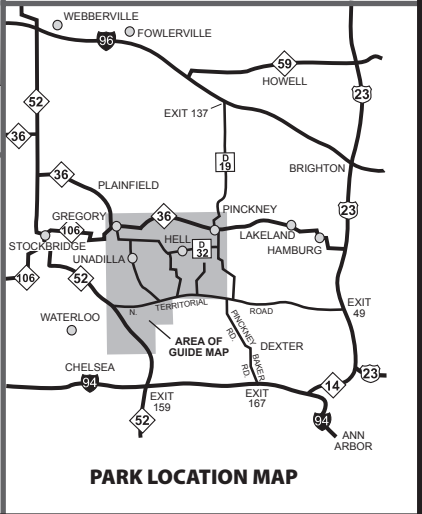 WEBBERVILLE
FOWLERVILLE
96
59
HOWELL
52
23
EXIT 137
36
D
19
BRIGHTON
36
PLAINFIELD
GREGORY
36
PINCKNEY
23
106
HELL
D
32
LAKELAND
STOCKBRIDGE
UNADILLA
HAMBURG
106
52
N. TERRITORIAL ROAD
EXIT
49
WATERLOO
AREA OF
GUIDE MAP
PINCKNEY
RD.
DEXTER
BAKER
RD.
CHELSEA
94
EXIT
159
EXIT
167
14
23
52
94
ANN
ARBOR
PARK LOCATION MAP